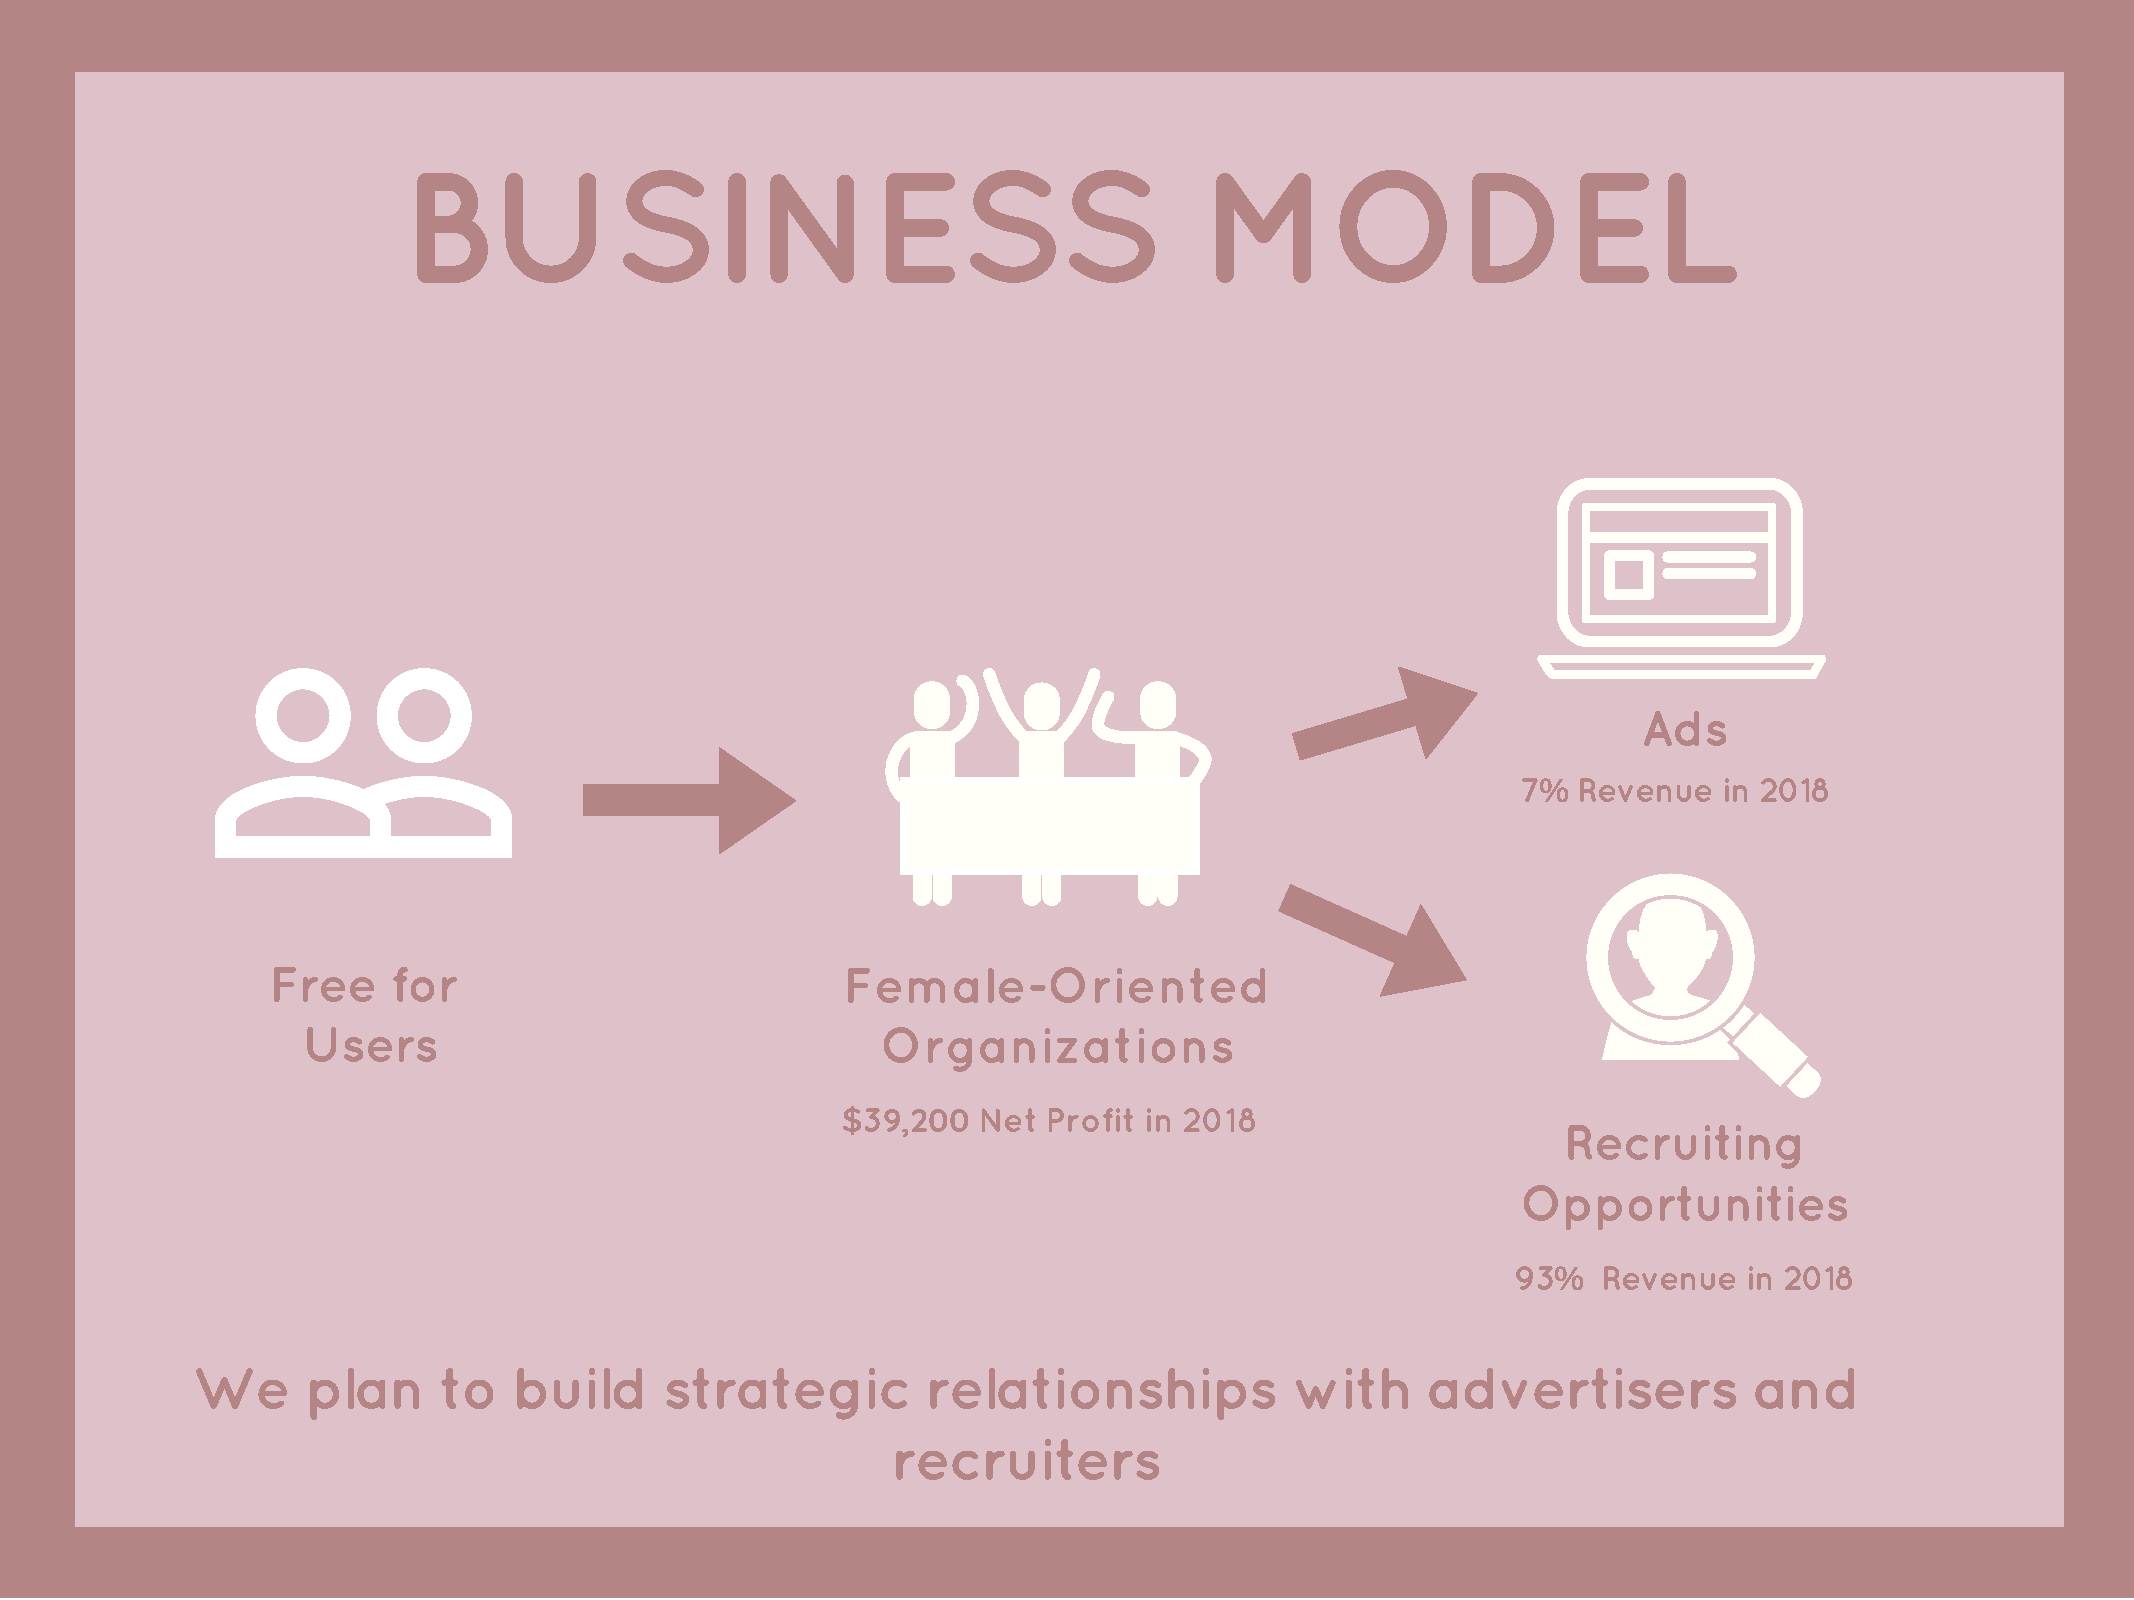 BUSINESS MODEL
Free for
Users
Female-Oriented
Organizations
$39,200 Net Profit in 2018
Ads
7% Revenue in 2018
Recruiting
Opportunities
93% Revenue in 2018
We plan to build strategic relationships with advertisers and
recruiters